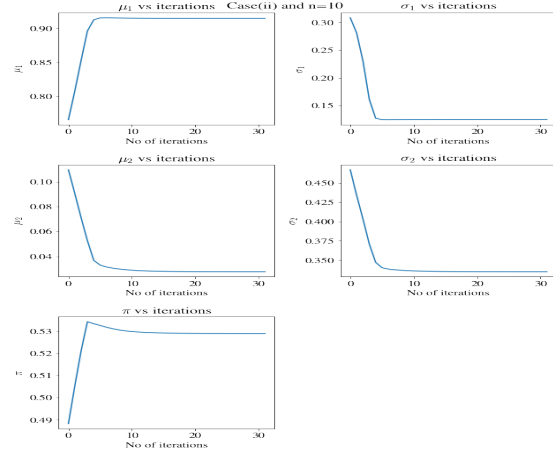 μ₁ vs iterations Case(ii) and n=10
σ₁ vs iterations
0.90
0.85
0.80
μ₁
0 10 20 30
No of iterations
0.30
0.25
0.20
0.15
σ₁
0 10 20 30
No of iterations
μ₂ vs iterations
σ₂ vs iterations
0.10
0.08
0.06
0.04
μ₂
0 10 20 30
No of iterations
0.450
0.425
0.400
0.375
0.350
σ₂
0 10 20 30
No of iterations
π vs iterations
0.53
0.52
0.51
0.50
0.49
π
0 10 20 30
No of iterations